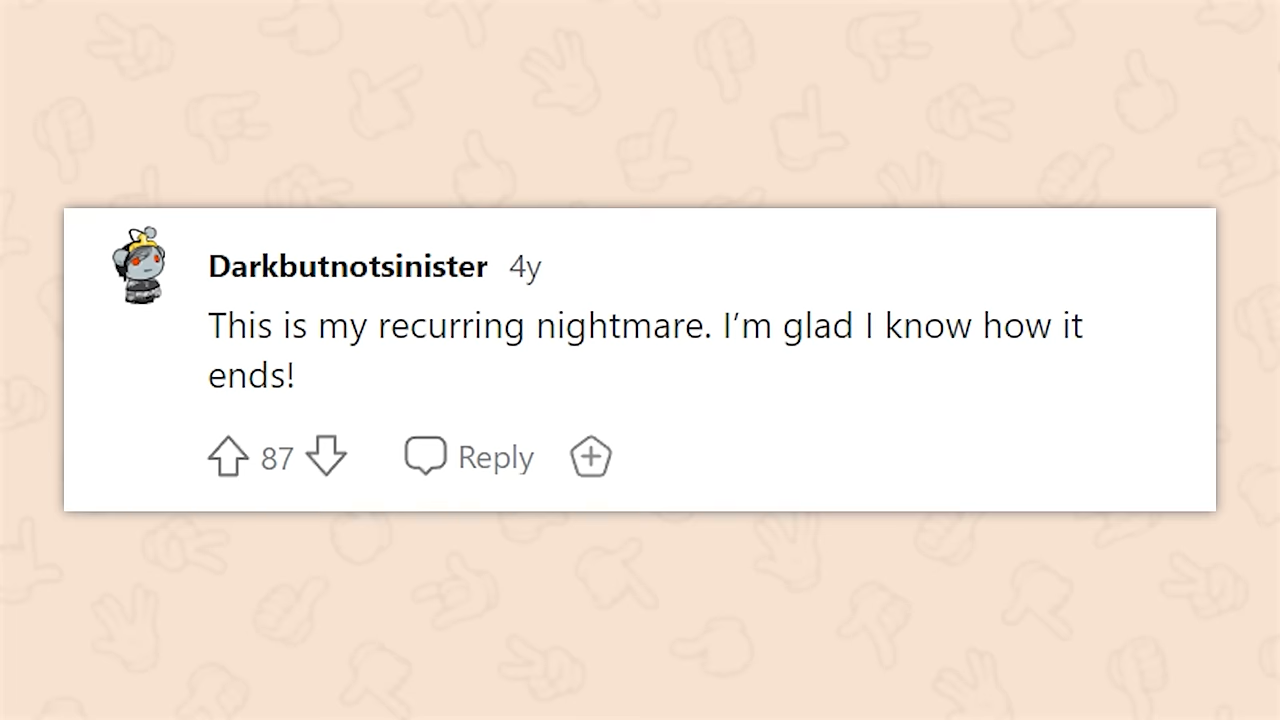 Darkbutnotsinister 4y
This is my recurring nightmare. I’m glad I know how it
ends!
87 Reply